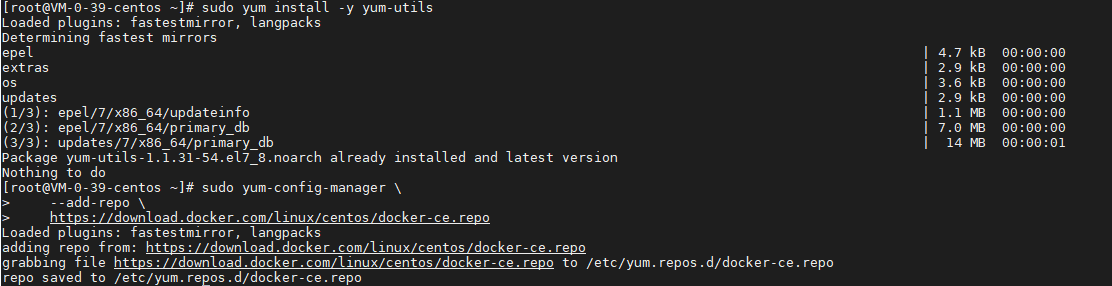 [root@VM-0-39-centos ~]# sudo yum install -y yum-utils
Loaded plugins: fastestmirror, langpacks
Determining fastest mirrors
epel | 4.7 kB 00:00:00
extras | 2.9 kB 00:00:00
os | 3.6 kB 00:00:00
updates | 2.9 kB 00:00:00
(1/3): epel/7/x86_64/updateinfo | 1.1 MB 00:00:00
(2/3): epel/7/x86_64/primary_db | 7.0 MB 00:00:00
(3/3): updates/7/x86_64/primary_db | 14 MB 00:00:01
Package yum-utils-1.1.31-54.el7_8.noarch already installed and latest version
Nothing to do
[root@VM-0-39-centos ~]# sudo yum-config-manager \
> --add-repo \
> https://download.docker.com/linux/centos/docker-ce.repo
Loaded plugins: fastestmirror, langpacks
adding repo from: https://download.docker.com/linux/centos/docker-ce.repo
grabbing file https://download.docker.com/linux/centos/docker-ce.repo to /etc/yum.repos.d/docker-ce.repo
repo saved to /etc/yum.repos.d/docker-ce.repo